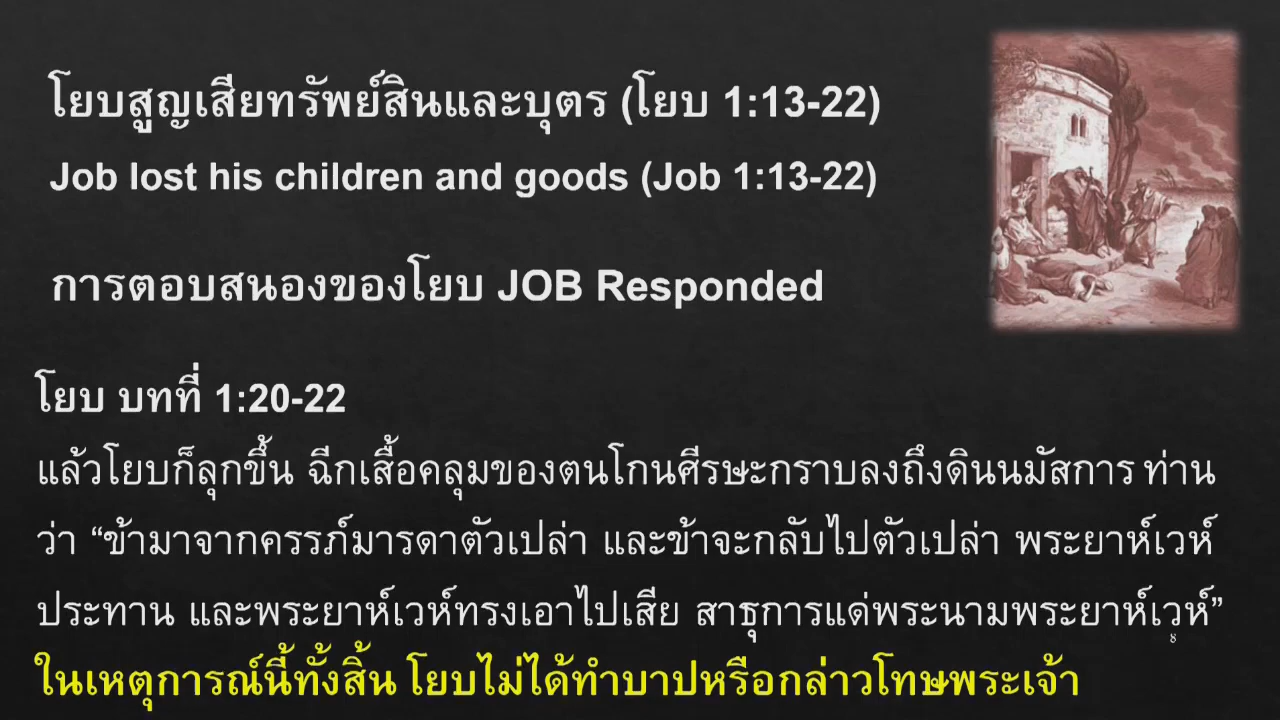 โยบสูญเสียทรัพย์สินและบุตร (โยบ 1:13-22)
Job lost his children and goods (Job 1:13-22)
การตอบสนองของโยบ JOB Responded
โยบ บทที่ 1:20-22
แล้วโยบก็ลุกขึ้น ฉีกเสื้อคลุมของตนโกนศีรษะกราบลงถึงดินนมัสการ ท่าน
ว่า “ข้ามาจากครรภ์มารดาตัวเปล่า และข้าจะกลับไปตัวเปล่า พระยาห์เวห์
ประทาน และพระยาห์เวห์ทรงเอาไปเสีย สาธุการแด่พระนามพระยาห์เวห์”
8
ในเหตุการณ์นี้ทั้งสิ้น โยบไม่ได้ทำบาปหรือกล่าวโทษพระเจ้า